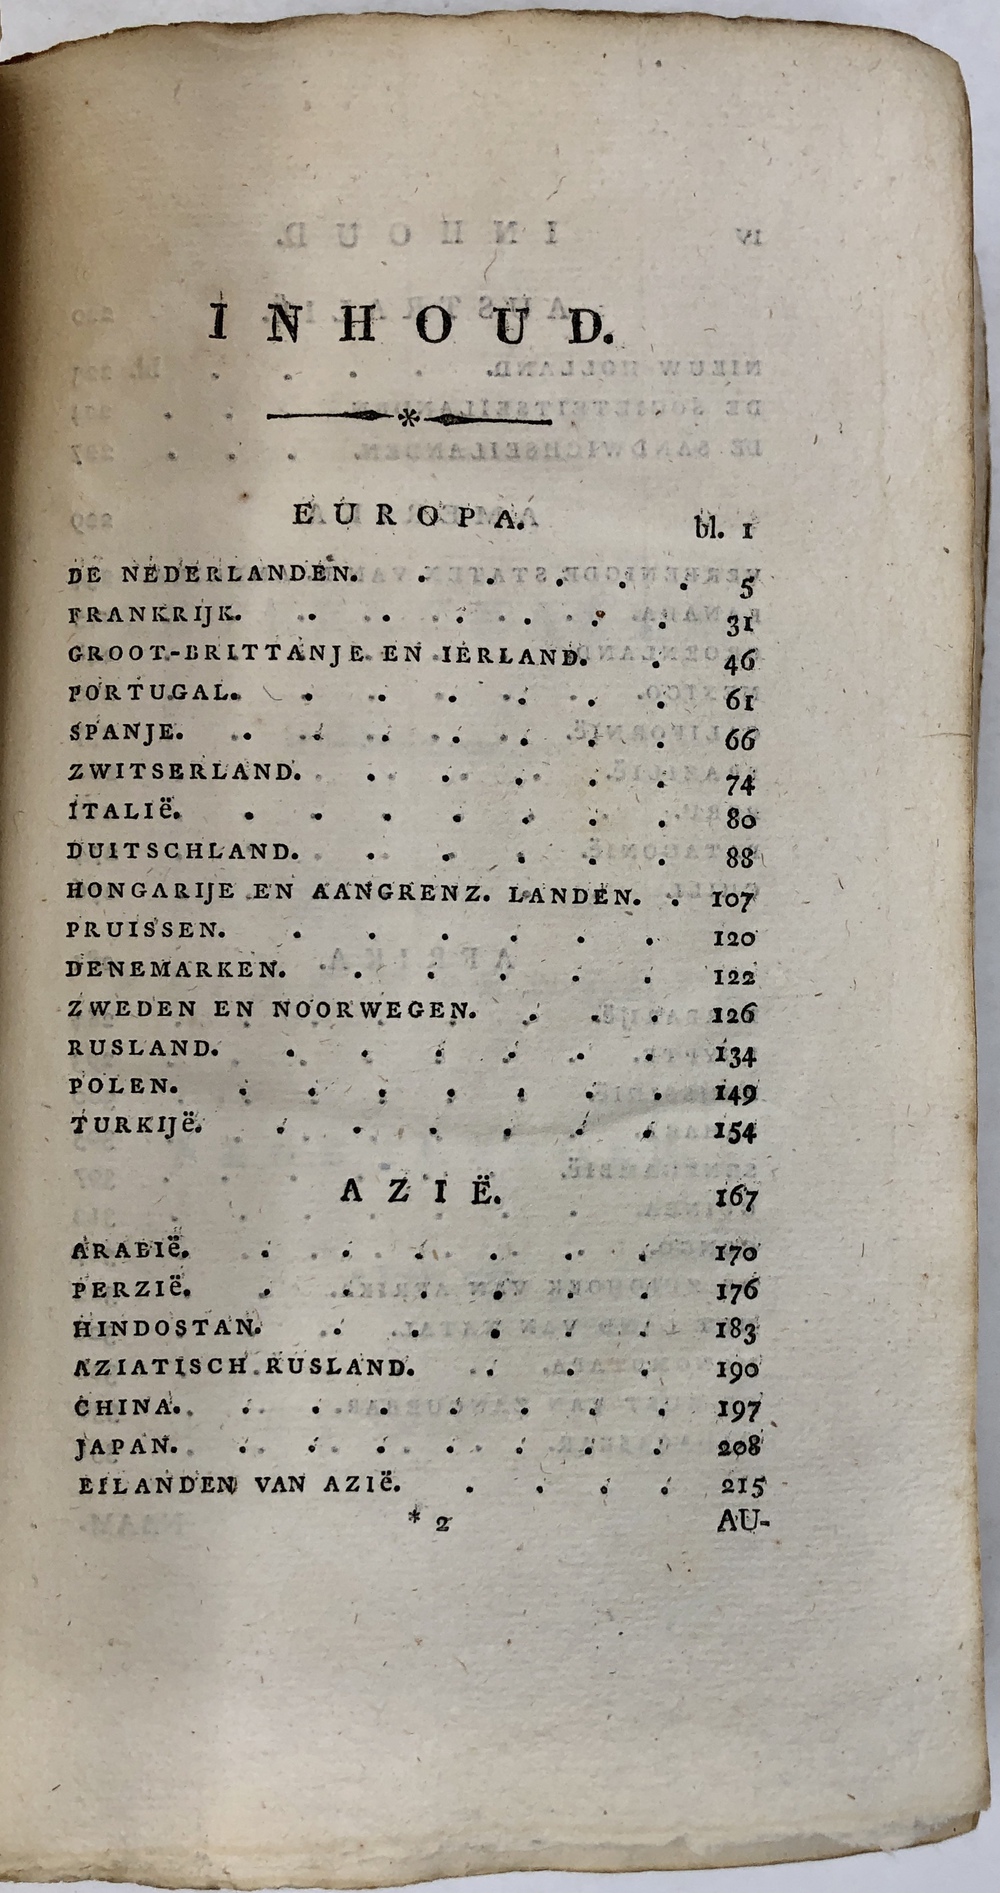 INHOUD.
EUROPA. bl. 1
DE NEDERLANDEN. . . . . . 5
FRANKRIJK. . . . . . . 31
GROOT-BRITTANJE EN IERLAND. . 46
PORTUGAL. . . . . . . 61
SPANJE. . . . . . . . 66
ZWITSERLAND. . . . . . 74
ITALIË. . . . . . . . 80
DUITSCHLAND. . . . . . 88
HONGARIJE EN AANGRENZ. LANDEN. . 107
PRUISSEN. . . . . . . 120
DENEMARKEN. . . . . . 122
ZWEDEN EN NOORWEGEN. . . . 126
RUSLAND. . . . . . . 134
POLEN. . . . . . . . 149
TURKIJË. . . . . . . 154
AZIË. 167
ARABIË. . . . . . . 170
PERZIË. . . . . . . 176
HINDOSTAN. . . . . . 183
AZIATISCH RUSLAND. . . . 190
CHINA. . . . . . . . 197
JAPAN. . . . . . . . 208
EILANDEN VAN AZIË. . . . . 215
* 2 AU-